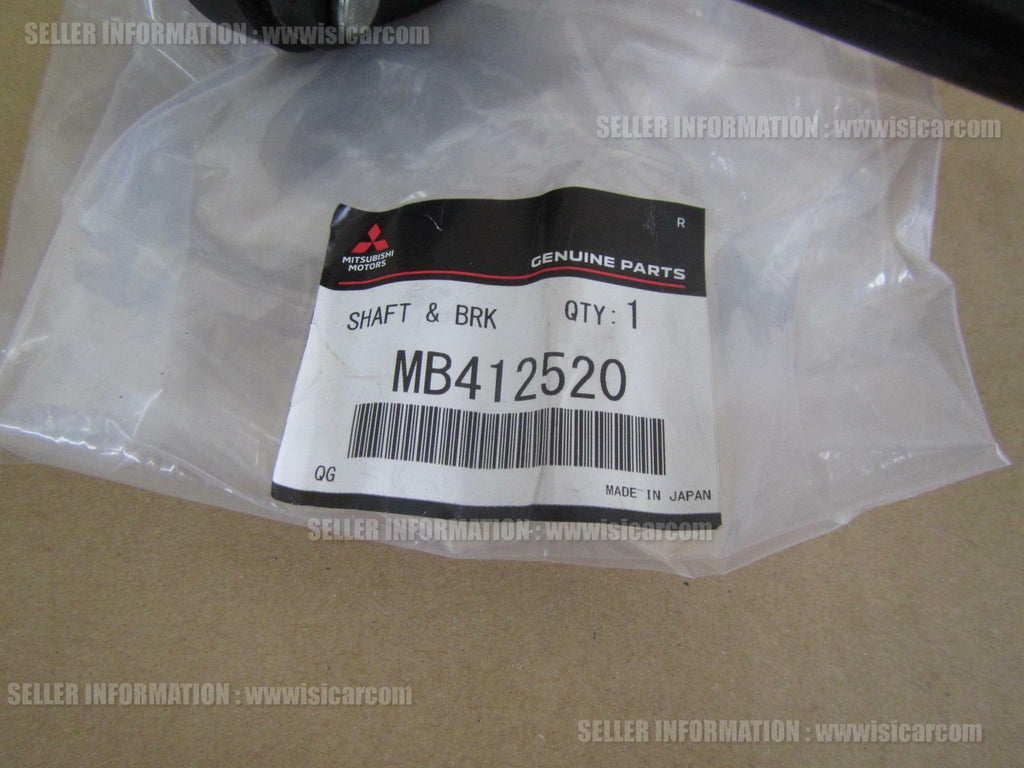 SELLER INFORMATION : wwwisicarcom
SELLER INFORMATION : wwwisicarcom
R
MITSUBISHI
MOTORS
GENUINE PARTS
SHAFT & BRK QTY: 1
MB412520
QG
MADE IN JAPAN
SELLER INFORMATION : wwwisicarcom
SELLER INFORMATION : wwwisicarcom
SELLER INFORMATION : wwwisicarcom